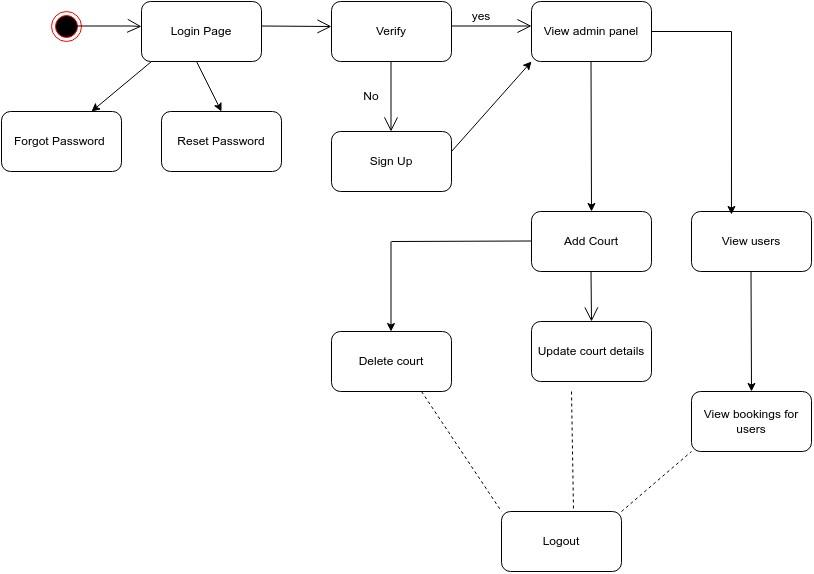 Login Page
Verify
yes
View admin panel
No
Forgot Password
Reset Password
Sign Up
Add Court
View users
Delete court
Update court details
View bookings for
users
Logout